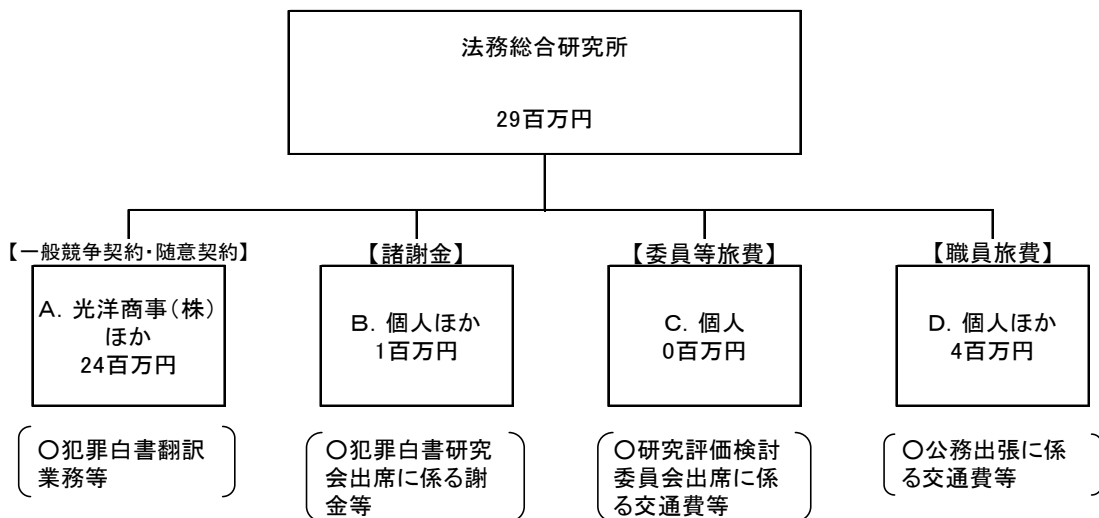 法務総合研究所
29百万円
【一般競争契約・随意契約】
A．光洋商事（株）
ほか
24百万円
〇犯罪白書翻訳
業務等
【諸謝金】
B．個人ほか
1百万円
〇犯罪白書研究
会出席に係る謝
金等
【委員等旅費】
C．個人
0百万円
〇研究評価検討
委員会出席に係
る交通費等
【職員旅費】
D．個人ほか
4百万円
〇公務出張に係
る交通費等